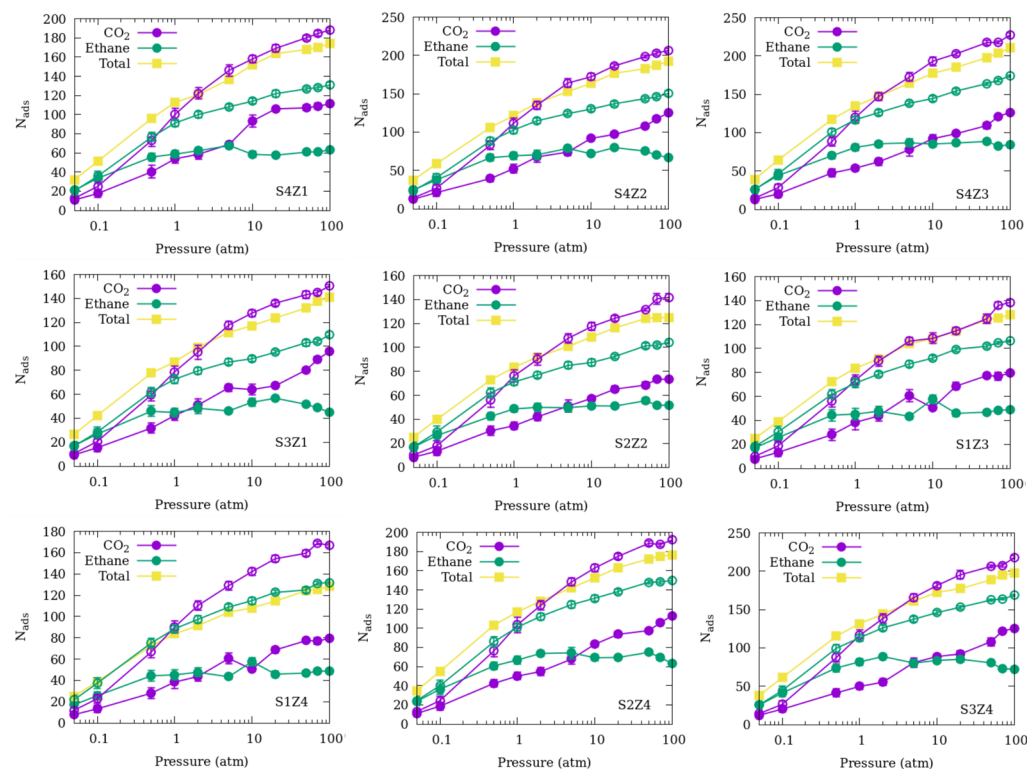 200
180
160
140
120
100
80
60
40
20
0
N_ads
CO₂
Ethane
Total
S4Z1
0.1 1 10 100
Pressure (atm)
250
200
150
100
50
0
N_ads
CO₂
Ethane
Total
S4Z2
0.1 1 10 100
Pressure (atm)
250
200
150
100
50
0
N_ads
CO₂
Ethane
Total
S4Z3
0.1 1 10 100
Pressure (atm)
160
140
120
100
80
60
40
20
0
N_ads
CO₂
Ethane
Total
S3Z1
0.1 1 10 100
Pressure (atm)
160
140
120
100
80
60
40
20
0
N_ads
CO₂
Ethane
Total
S2Z2
0.1 1 10 100
Pressure (atm)
160
140
120
100
80
60
40
20
0
N_ads
CO₂
Ethane
Total
S1Z3
0.1 1 10 100
Pressure (atm)
180
160
140
120
100
80
60
40
20
0
N_ads
CO₂
Ethane
Total
S1Z4
0.1 1 10 100
Pressure (atm)
200
180
160
140
120
100
80
60
40
20
0
N_ads
CO₂
Ethane
Total
S2Z4
0.1 1 10 100
Pressure (atm)
250
200
150
100
50
0
N_ads
CO₂
Ethane
Total
S3Z4
0.1 1 10 100
Pressure (atm)